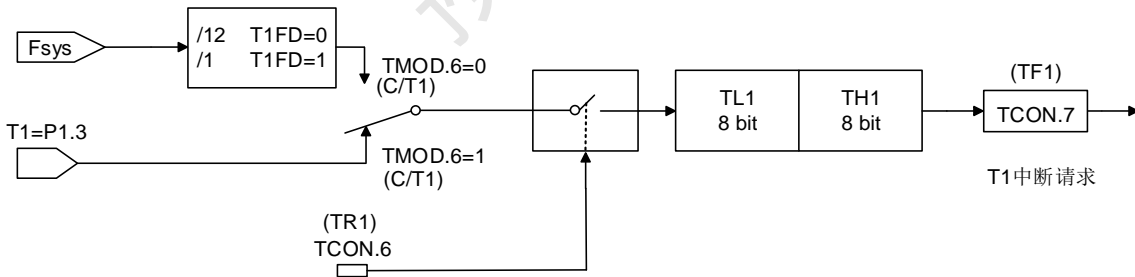 /12 T1FD=0
/1 T1FD=1
Fsys
TMOD.6=0
(C/T1)
T1=P1.3
TMOD.6=1
(C/T1)
(TR1)
TCON.6
TL1
8 bit
TH1
8 bit
(TF1)
TCON.7
T1中断请求